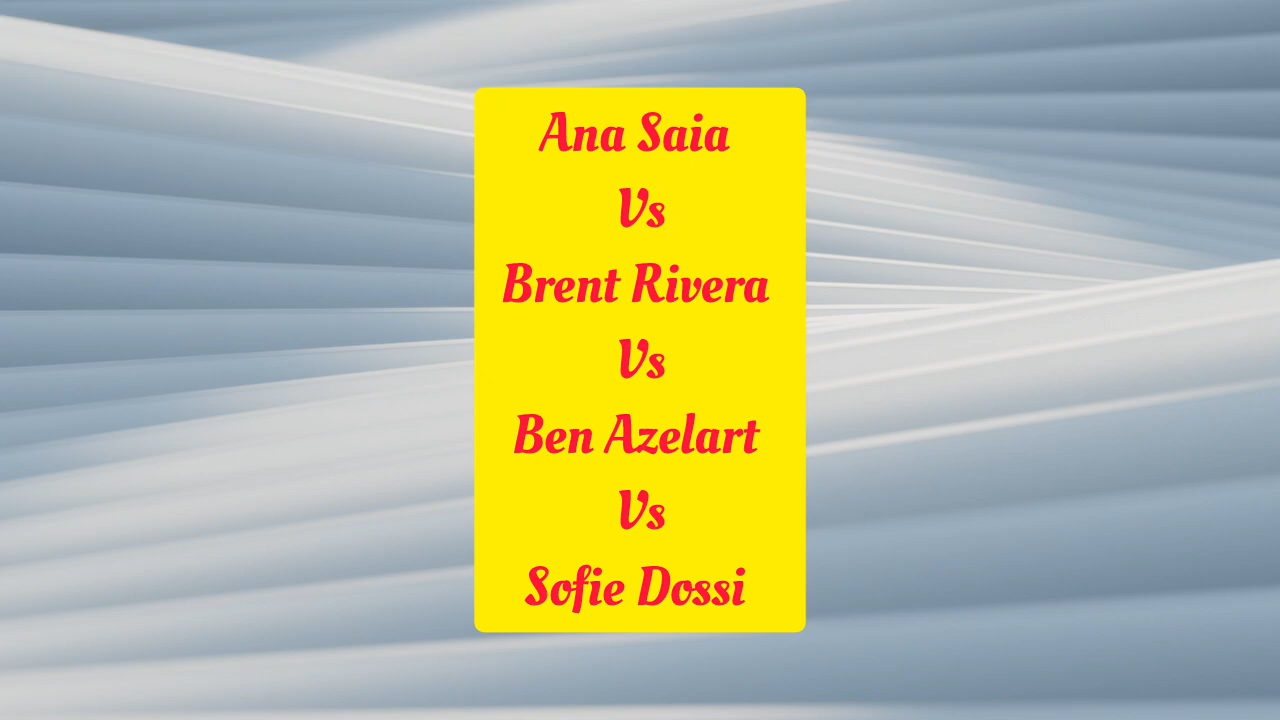 Ana Saia
Vs
Brent Rivera
Vs
Ben Azelart
Vs
Sofie Dossi